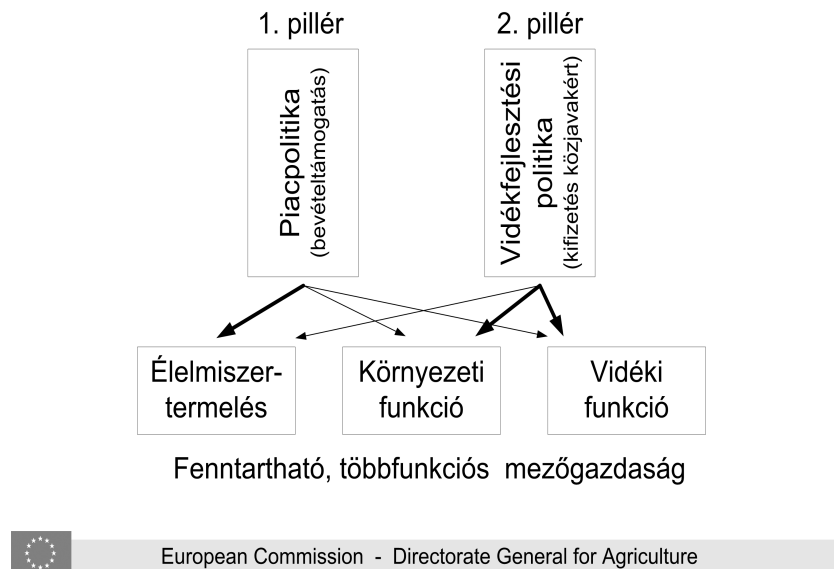 1. pillér
2. pillér
Piacpolitika
(bevételtámogatás)
Vidékfejlesztési
politika
(kifizetés közjavakért)
Élelmiszer-
termelés
Környezeti
funkció
Vidéki
funkció
Fenntartható, többfunkciós mezőgazdaság
European Commission - Directorate General for Agriculture